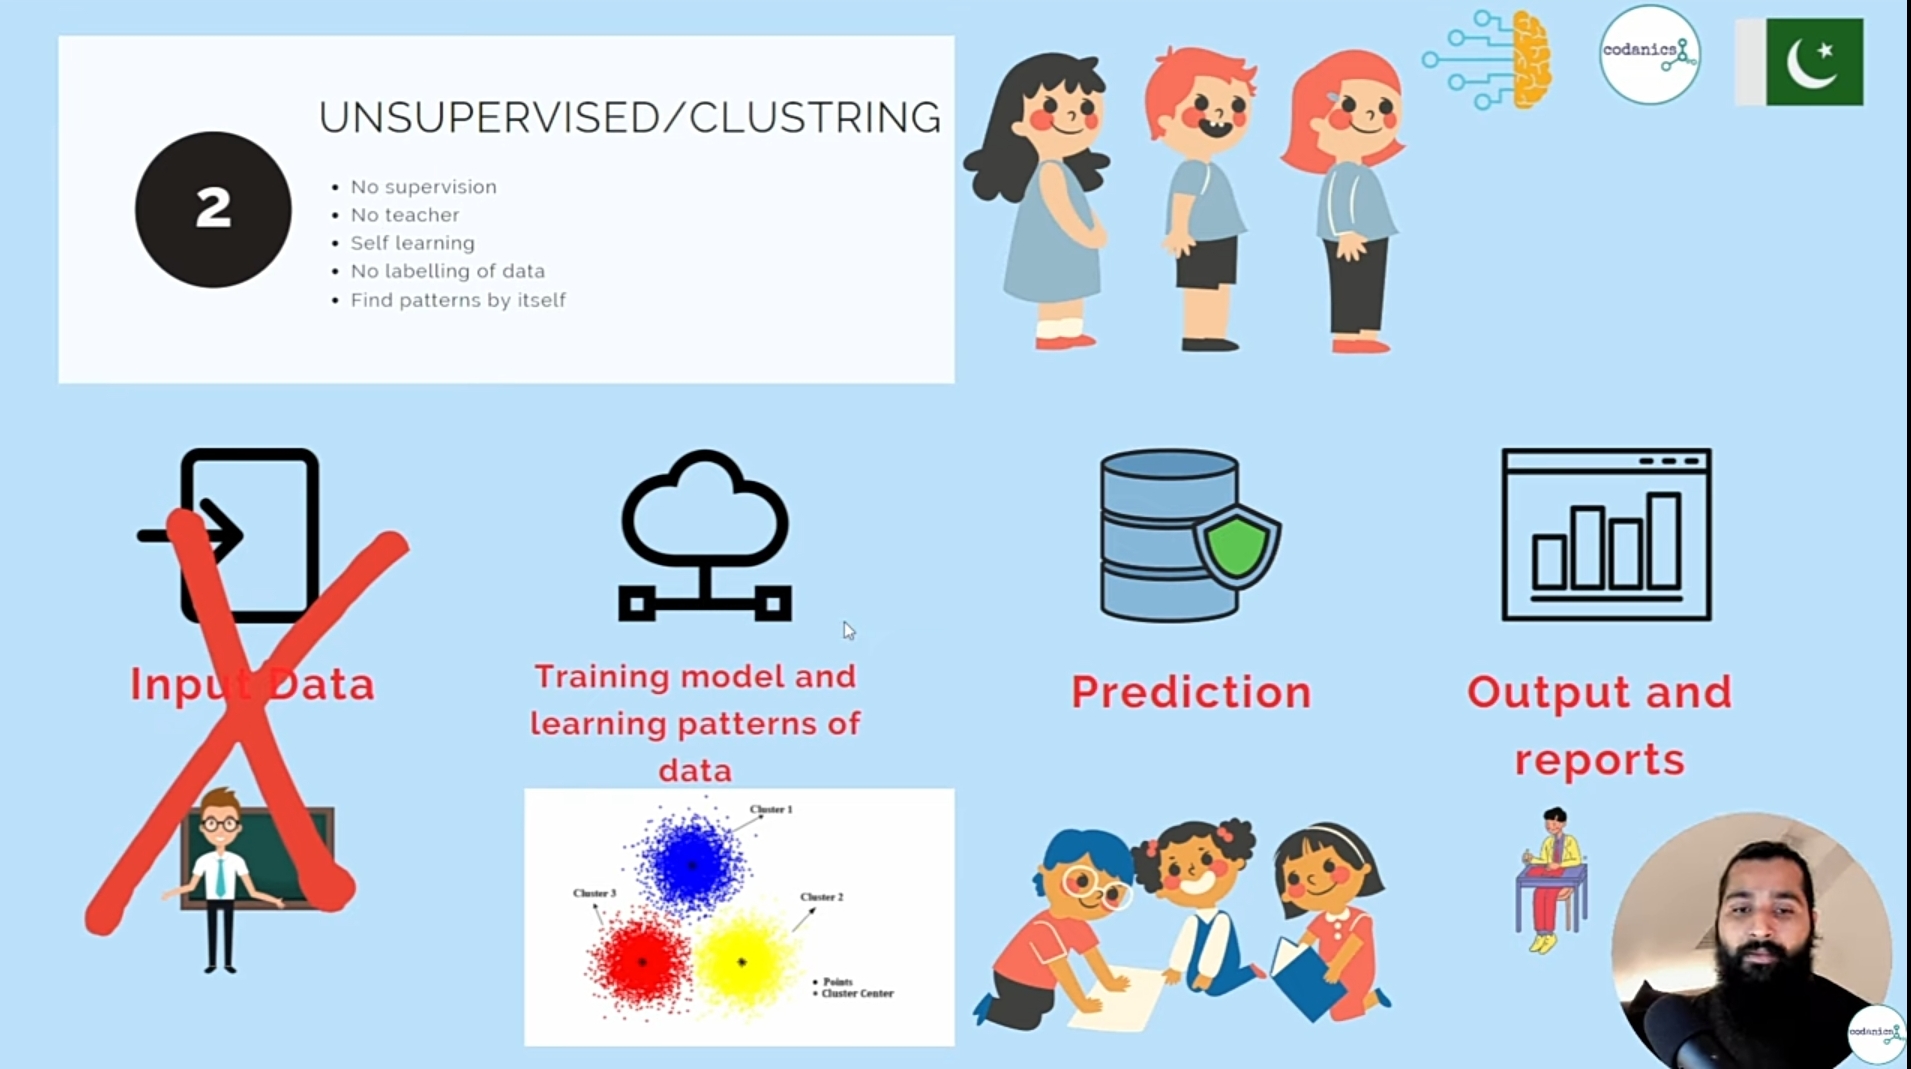 UNSUPERVISED/CLUSTRING
2
• No supervision
• No teacher
• Self learning
• No labelling of data
• Find patterns by itself
codanics
Input Data
Training model and
learning patterns of
data
Prediction
Output and
reports
Cluster 1
Cluster 3
Cluster 2
Points
Cluster Center
codanics